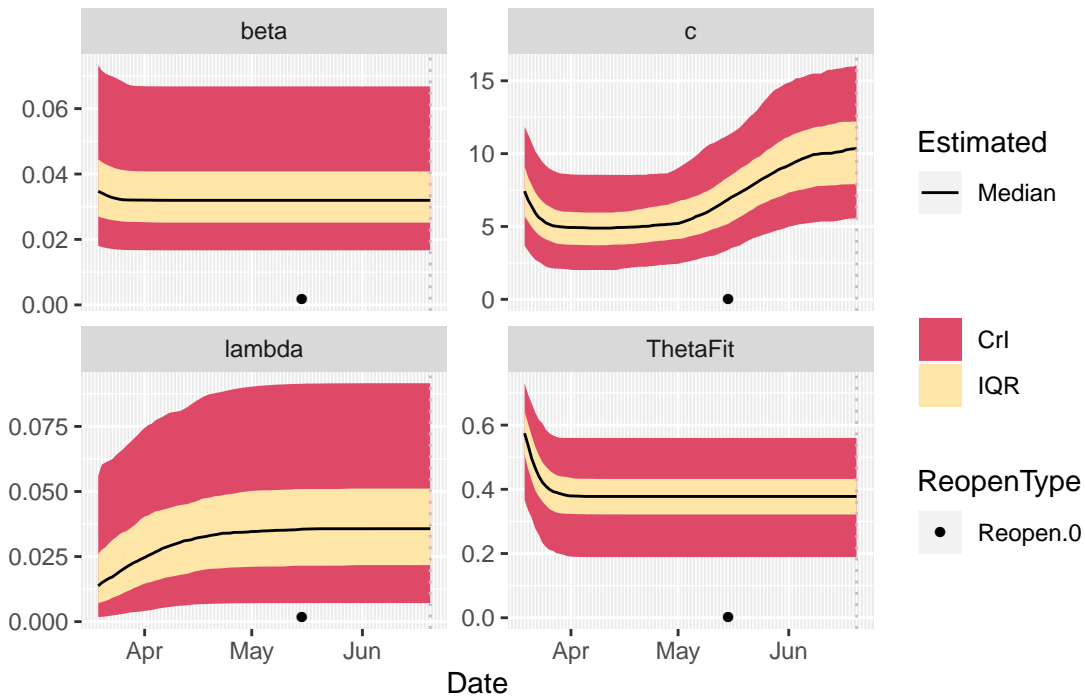 beta
c
0.06
0.04
0.02
0.00
15
10
5
0
lambda
ThetaFit
0.075
0.050
0.025
0.000
0.6
0.4
0.2
0.0
Apr May Jun
Apr May Jun
Date
Estimated
Median
CrI
IQR
ReopenType
Reopen.0